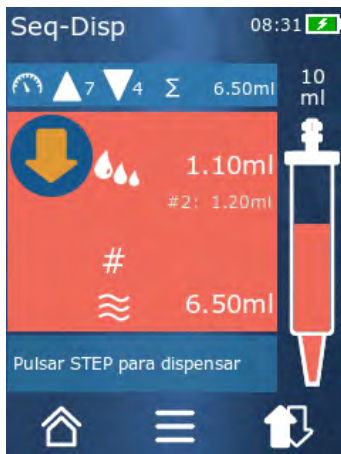 Seq-Disp 08:31
7 4 Σ 6.50ml
10
ml
1.10ml
#2: 1.20ml
#
6.50ml
Pulsar STEP para dispensar